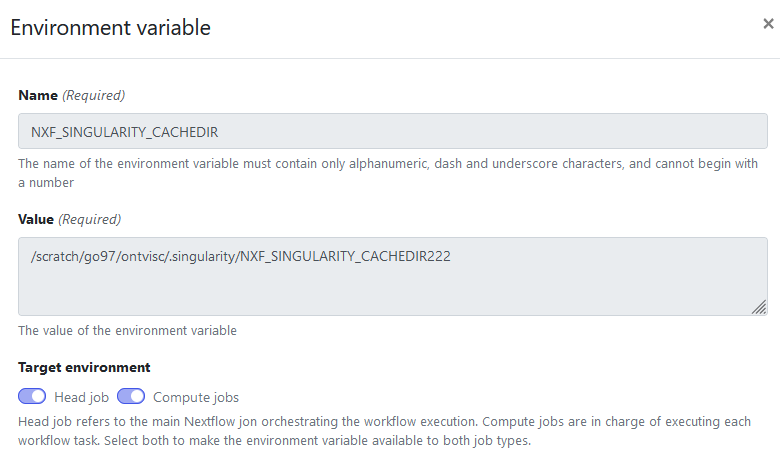 Environment variable
Name (Required)
NXF_SINGULARITY_CACHEDIR
The name of the environment variable must contain only alphanumeric, dash and underscore characters, and cannot begin with
a number
Value (Required)
/scratch/go97/ontvisc/.singularity/NXF_SINGULARITY_CACHEDIR222
The value of the environment variable
Target environment
Head job Compute jobs
Head job refers to the main Nextflow jon orchestrating the workflow execution. Compute jobs are in charge of executing each
workflow task. Select both to make the environment variable available to both job types.